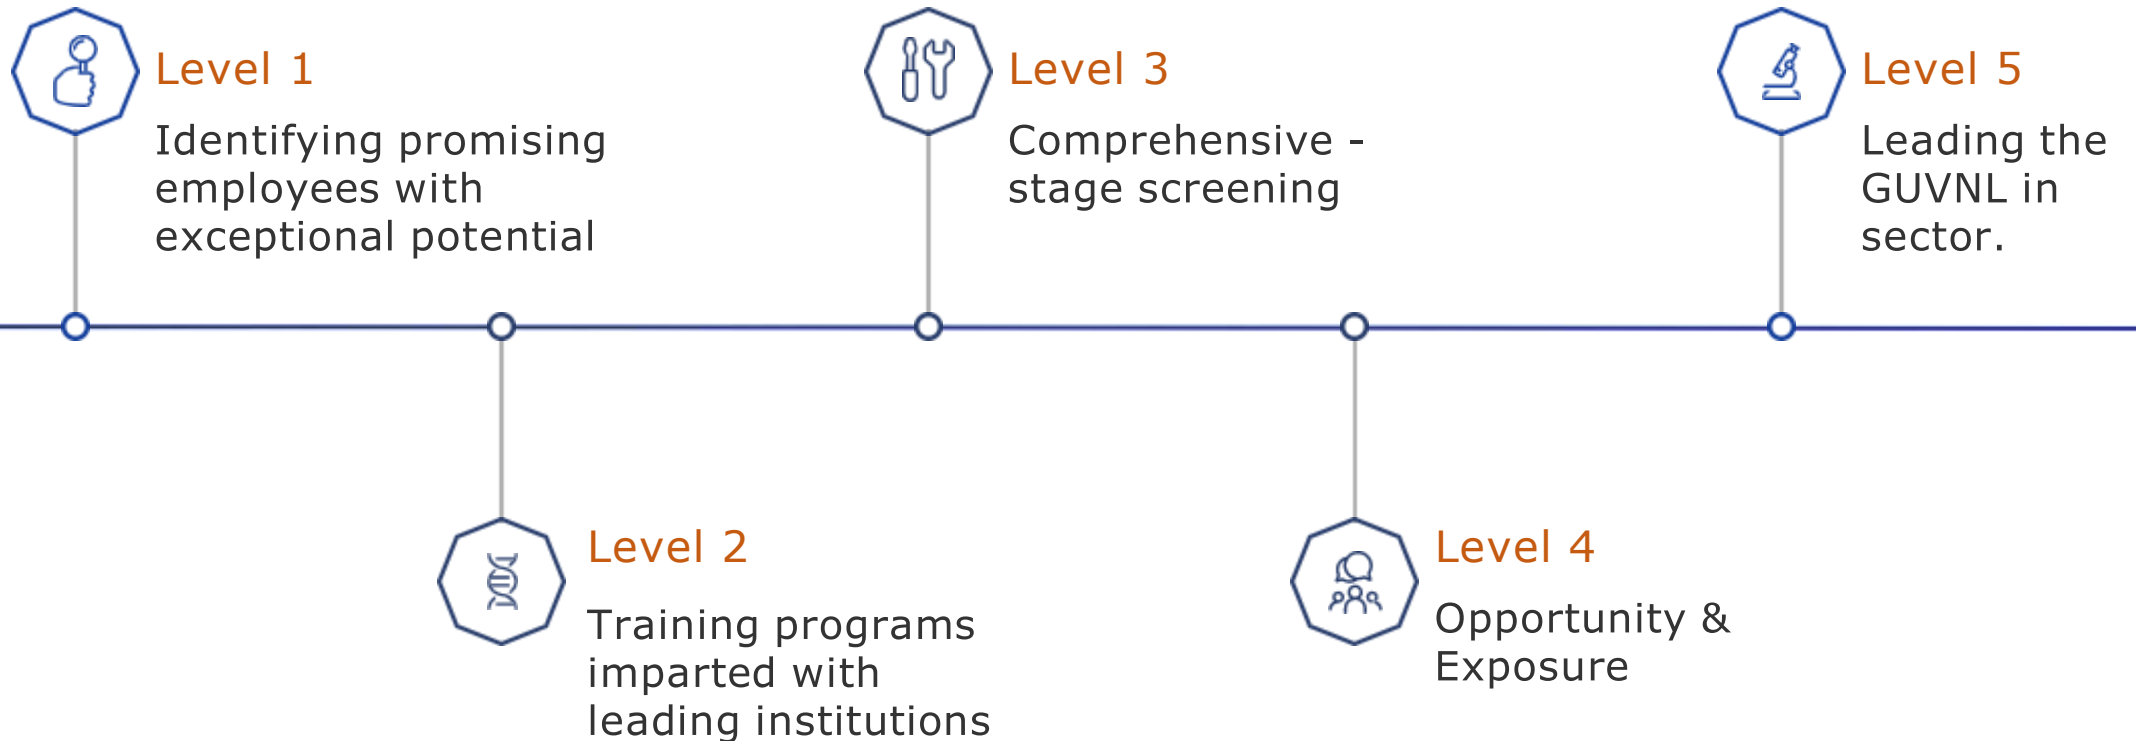 Level 1
Identifying promising
employees with
exceptional potential
Level 2
Training programs
imparted with
leading institutions
Level 3
Comprehensive -
stage screening
Level 4
Opportunity &
Exposure
Level 5
Leading the
GUVNL in
sector.